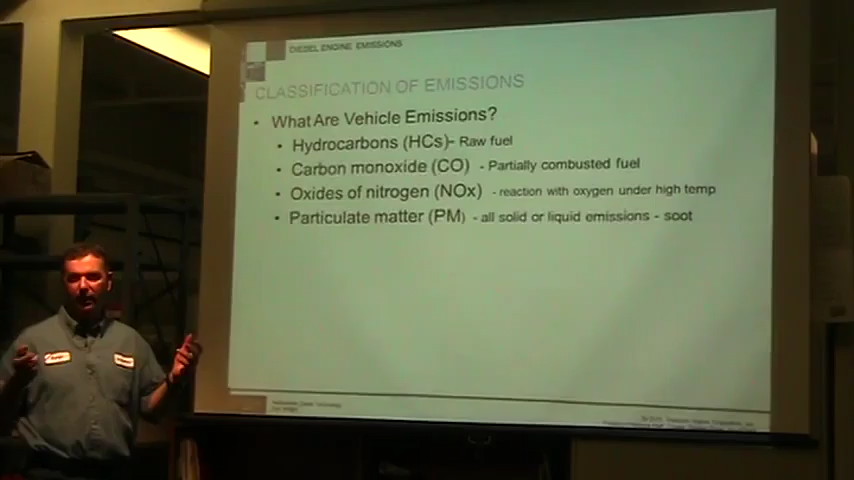 DIESEL ENGINE EMISSIONS
CLASSIFICATION OF EMISSIONS
• What Are Vehicle Emissions?
• Hydrocarbons (HCs)- Raw fuel
• Carbon monoxide (CO) - Partially combusted fuel
• Oxides of nitrogen (NOx) - reaction with oxygen under high temp
• Particulate matter (PM) - all solid or liquid emissions - soot